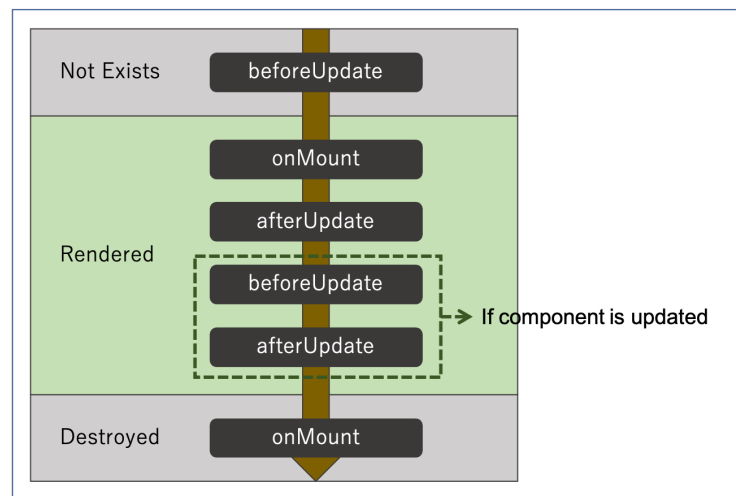 Not Exists
beforeUpdate
onMount
afterUpdate
Rendered
beforeUpdate
If component is updated
afterUpdate
Destroyed
onMount